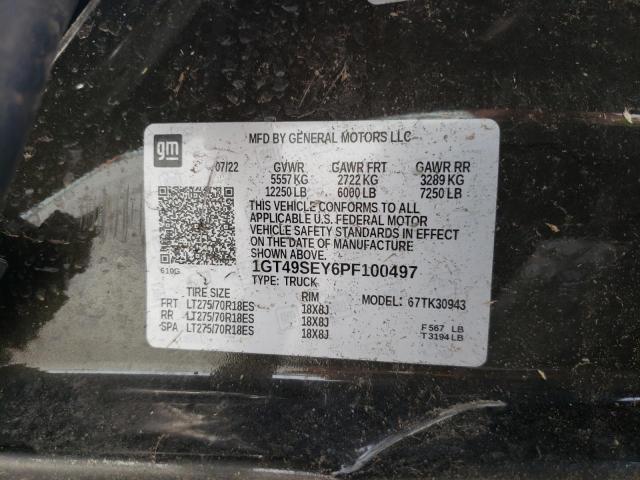 gm
MFD BY GENERAL MOTORS LLC
07/22 GVWR GAWR FRT GAWR RR
5557 KG 2722 KG 3289 KG
12250 LB 6000 LB 7250 LB
THIS VEHICLE CONFORMS TO ALL
APPLICABLE U.S. FEDERAL MOTOR
VEHICLE SAFETY STANDARDS IN EFFECT
ON THE DATE OF MANUFACTURE
SHOWN ABOVE.
610G 1GT49SEY6PF100497
TYPE: TRUCK
TIRE SIZE RIM MODEL: 67TK30943
FRT LT275/70R18ES 18X8J
RR LT275/70R18ES 18X8J F 567 LB
SPA LT275/70R18ES 18X8J T 3194 LB